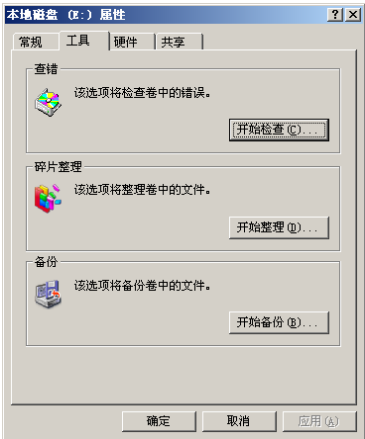 本地磁盘 (E:) 属性
常规 工具 硬件 共享
查错
该选项将检查卷中的错误。
开始检查(C)...
碎片整理
该选项将整理卷中的文件。
开始整理(D)...
备份
该选项将备份卷中的文件。
开始备份(B)...
确定 取消 应用(A)